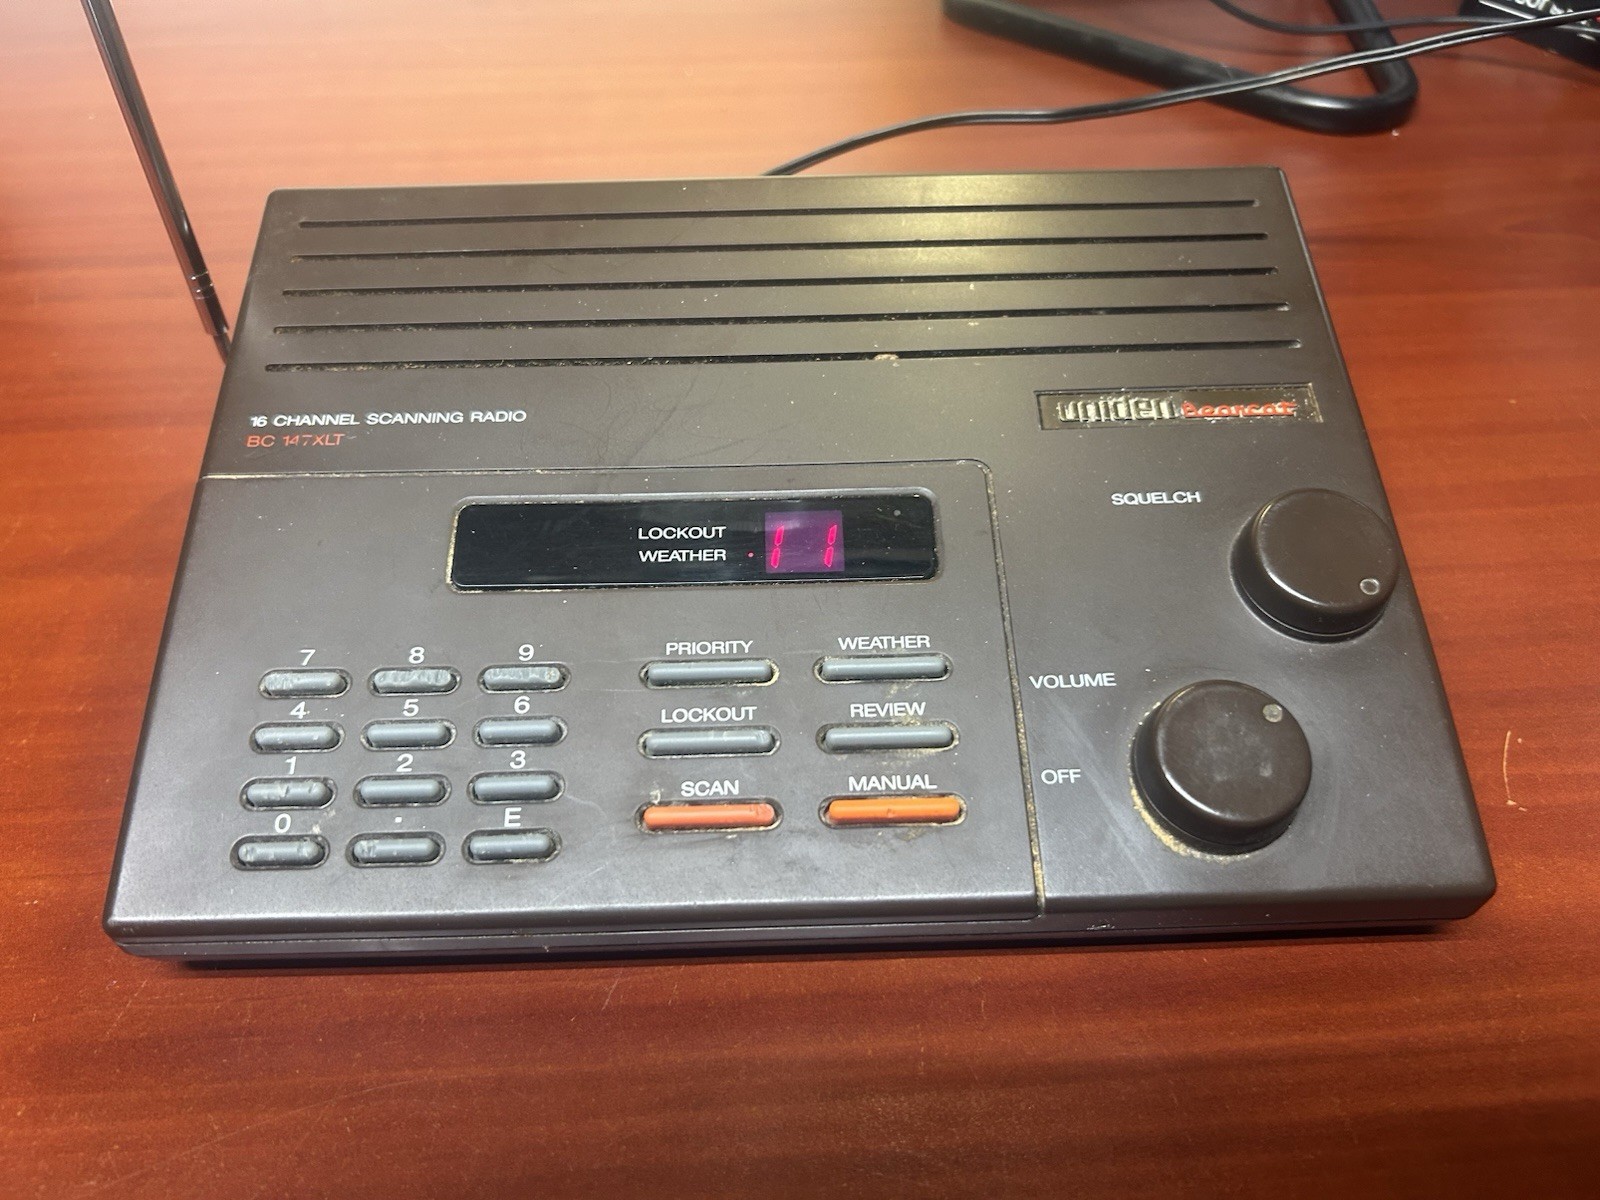 16 CHANNEL SCANNING RADIO
BC 147XLT
uniden bearcat
LOCKOUT
WEATHER
11
SQUELCH
VOLUME
OFF
7 8 9
4 5 6
1 2 3
0 . E
PRIORITY WEATHER
LOCKOUT REVIEW
SCAN MANUAL